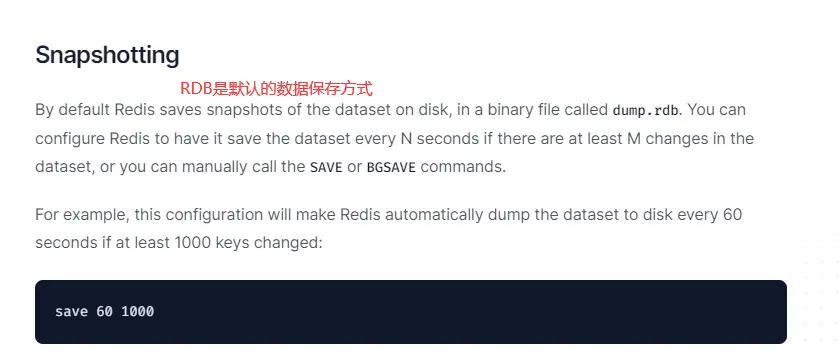 Snapshotting
RDB是默认的数据保存方式
By default Redis saves snapshots of the dataset on disk, in a binary file called dump.rdb. You can
configure Redis to have it save the dataset every N seconds if there are at least M changes in the
dataset, or you can manually call the SAVE or BGSAVE commands.
For example, this configuration will make Redis automatically dump the dataset to disk every 60
seconds if at least 1000 keys changed:
save 60 1000